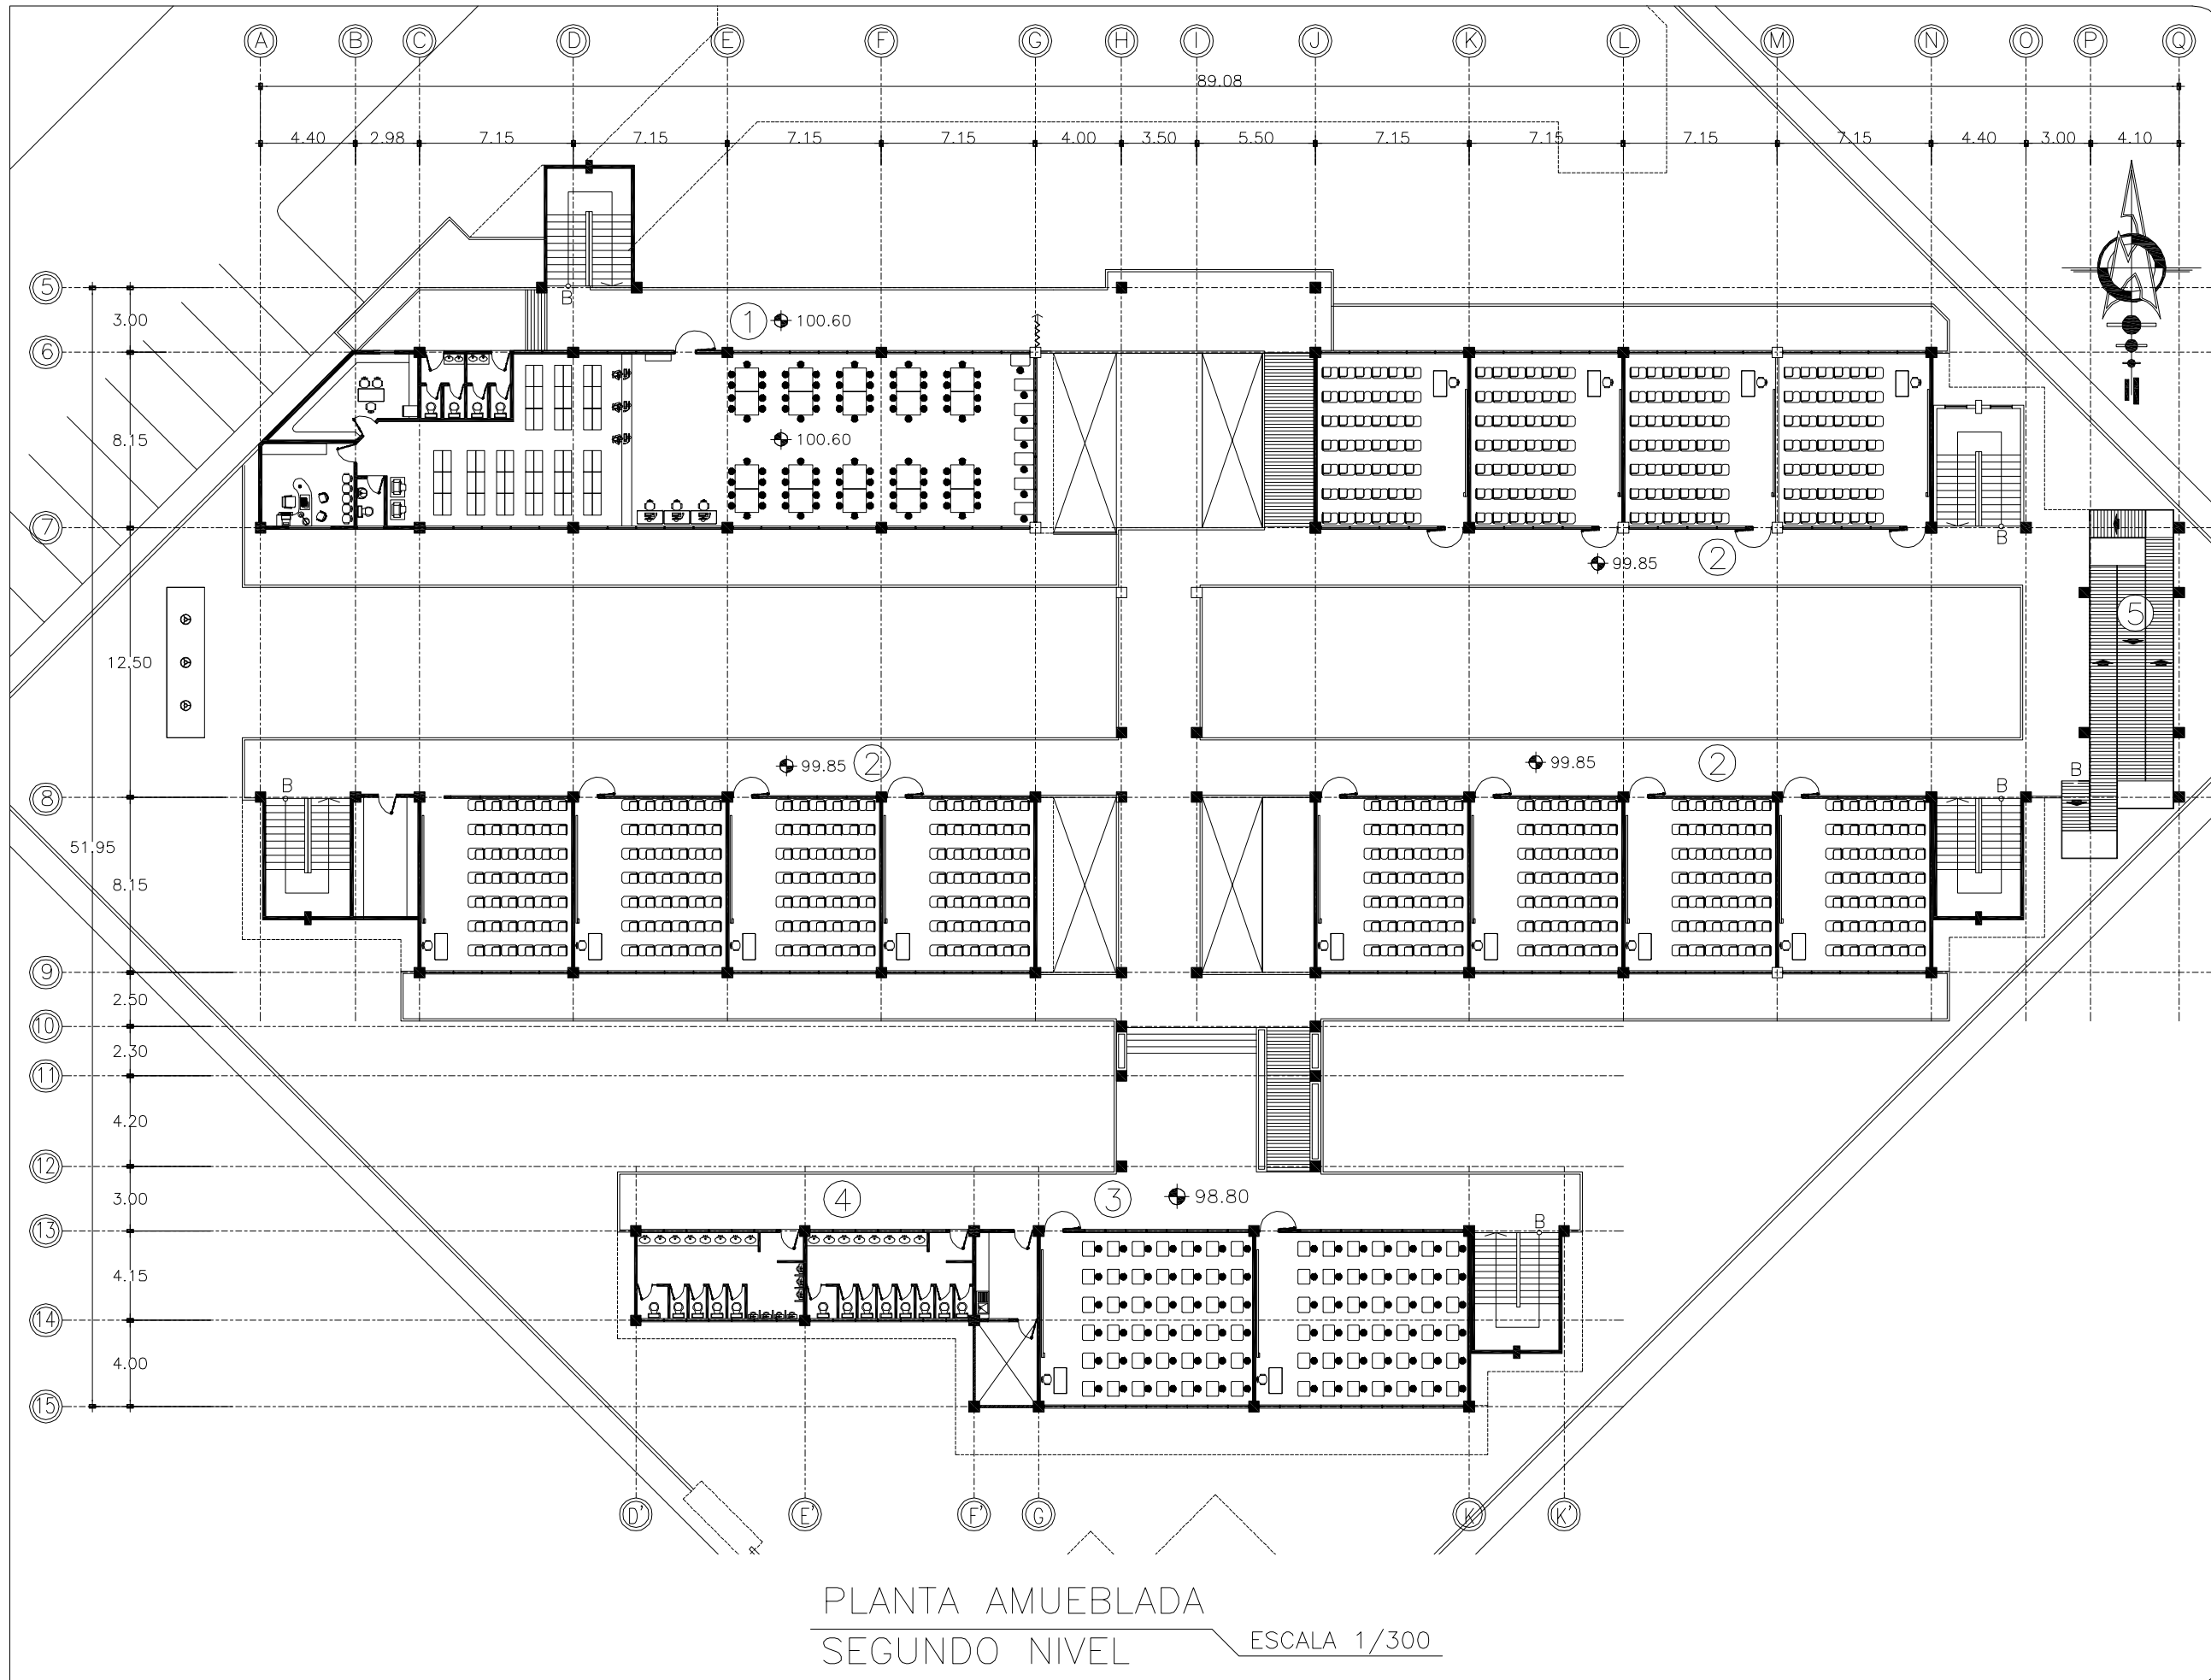 A B C D E F G H I J K L M N O P Q
89.08
4.40 2.98 7.15 7.15 7.15 7.15 4.00 3.50 5.50 7.15 7.15 7.15 7.15 4.40 3.00 4.10
5
B
3.00
1 100.60
6
8.15
100.60
7
B
99.85 2
5
12.50
99.85 2
99.85 2
B
8
B
B
51.95
8.15
9
2.50
10
2.30
11
4.20
12
3.00
4
3 98.80
13
B
4.15
14
4.00
15
D' E' F' G K K'
PLANTA AMUEBLADA
SEGUNDO NIVEL
ESCALA 1/300